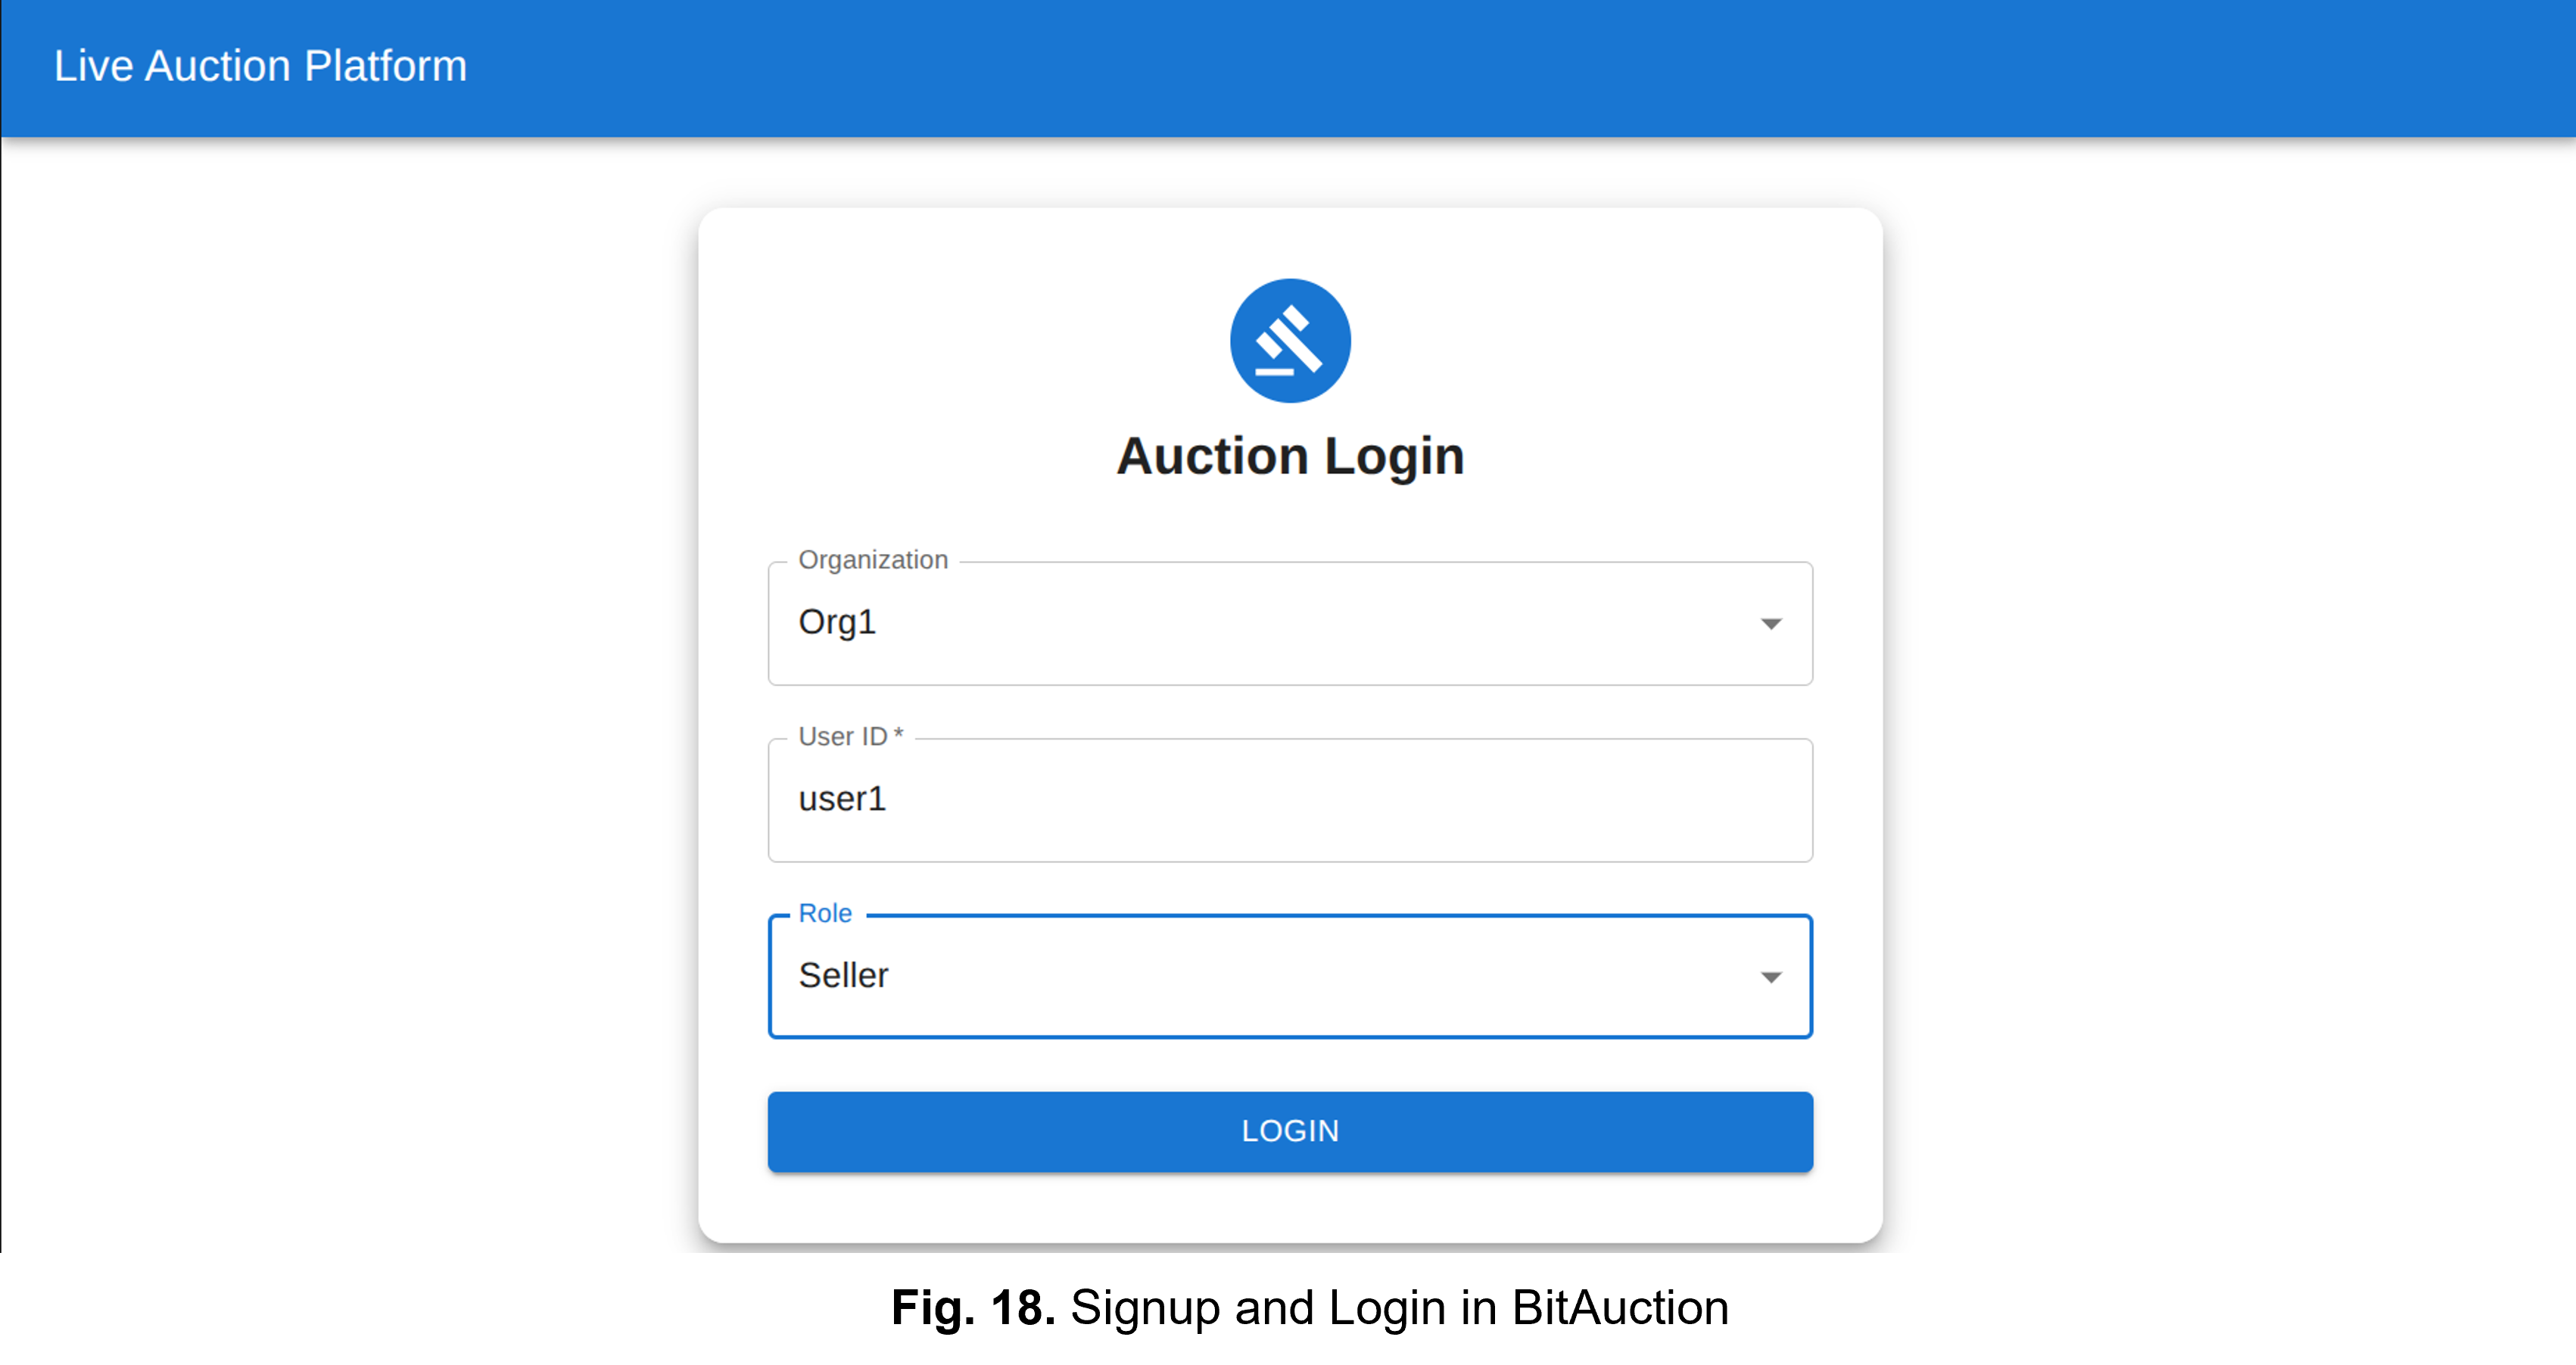 Live Auction Platform
Auction Login
Organization
Org1
User ID *
user1
Role
Seller
LOGIN
Fig. 18. Signup and Login in BitAuction